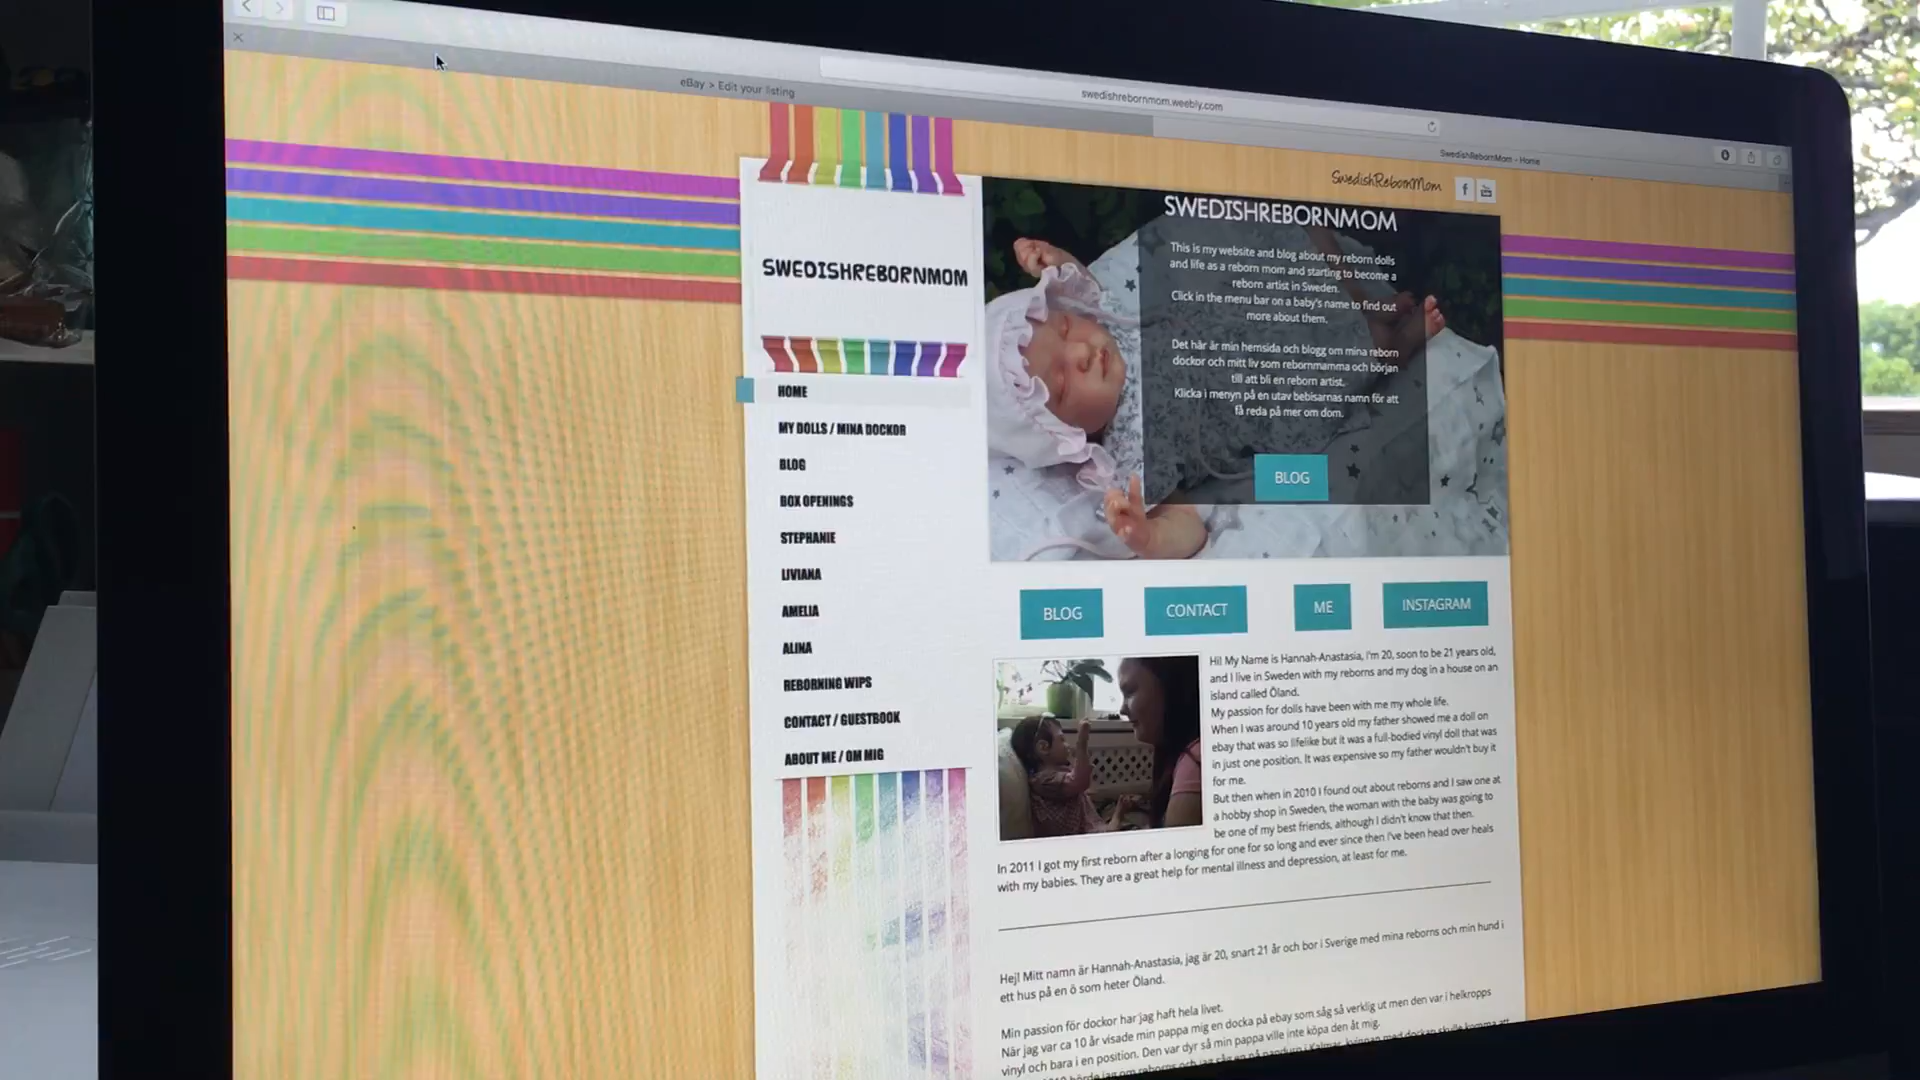 eBay > Edit your listing
swedishrebornmom.weebly.com
SwedishRebornMom - Home
SwedishRebornMom
SWEDISHREBORNMOM
HOME
MY DOLLS / MINA DOCKOR
BLOG
BOX OPENINGS
STEPHANIE
LIVIANA
AMELIA
ALINA
REBORNING WIPS
CONTACT / GUESTBOOK
ABOUT ME / OM MIG
SWEDISHREBORNMOM
This is my website and blog about my reborn dolls
and life as a reborn mom and starting to become a
reborn artist in Sweden.
Click in the menu bar on a baby's name to find out
more about them.
Det här är min hemsida och blogg om mina reborn
dockor och mitt liv som rebornmamma och början
till att bli en reborn artist.
Klicka i menyn på en utav bebisarnas namn för att
få reda på mer om dom.
BLOG
BLOG
CONTACT
ME
INSTAGRAM
Hi! My Name is Hannah-Anastasia, I'm 20, soon to be 21 years old,
and I live in Sweden with my reborns and my dog in a house on an
island called Öland.
My passion for dolls have been with me my whole life.
When I was around 10 years old my father showed me a doll on
ebay that was so lifelike but it was a full-bodied vinyl doll that was
in just one position. It was expensive so my father wouldn't buy it
for me.
But then when in 2010 I found out about reborns and I saw one at
a hobby shop in Sweden, the woman with the baby was going to
be one of my best friends, although I didn't know that then.
In 2011 I got my first reborn after a longing for one for so long and ever since then I've been head over heals
with my babies. They are a great help for mental illness and depression, at least for me.
Hej! Mitt namn är Hannah-Anastasia, jag är 20, snart 21 år och bor i Sverige med mina reborns och min hund i
ett hus på en ö som heter Öland.
Min passion för dockor har jag haft hela livet.
När jag var ca 10 år visade min pappa mig en docka på ebay som såg så verklig ut men den var i helkropps
vinyl och bara i en position. Den var dyr så min pappa ville inte köpa den åt mig.